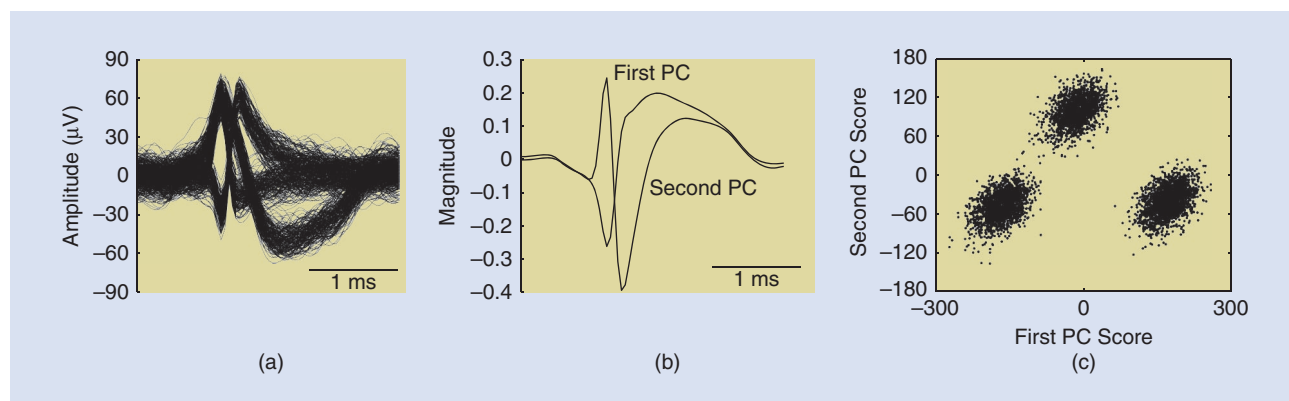 90
60
30
0
–30
–60
–90
Amplitude (µV)
1 ms
(a)
0.3
0.2
0.1
0
–0.1
–0.2
–0.3
–0.4
Magnitude
First PC
Second PC
1 ms
(b)
180
120
60
0
–60
–120
–180
Second PC Score
–300
0
300
First PC Score
(c)